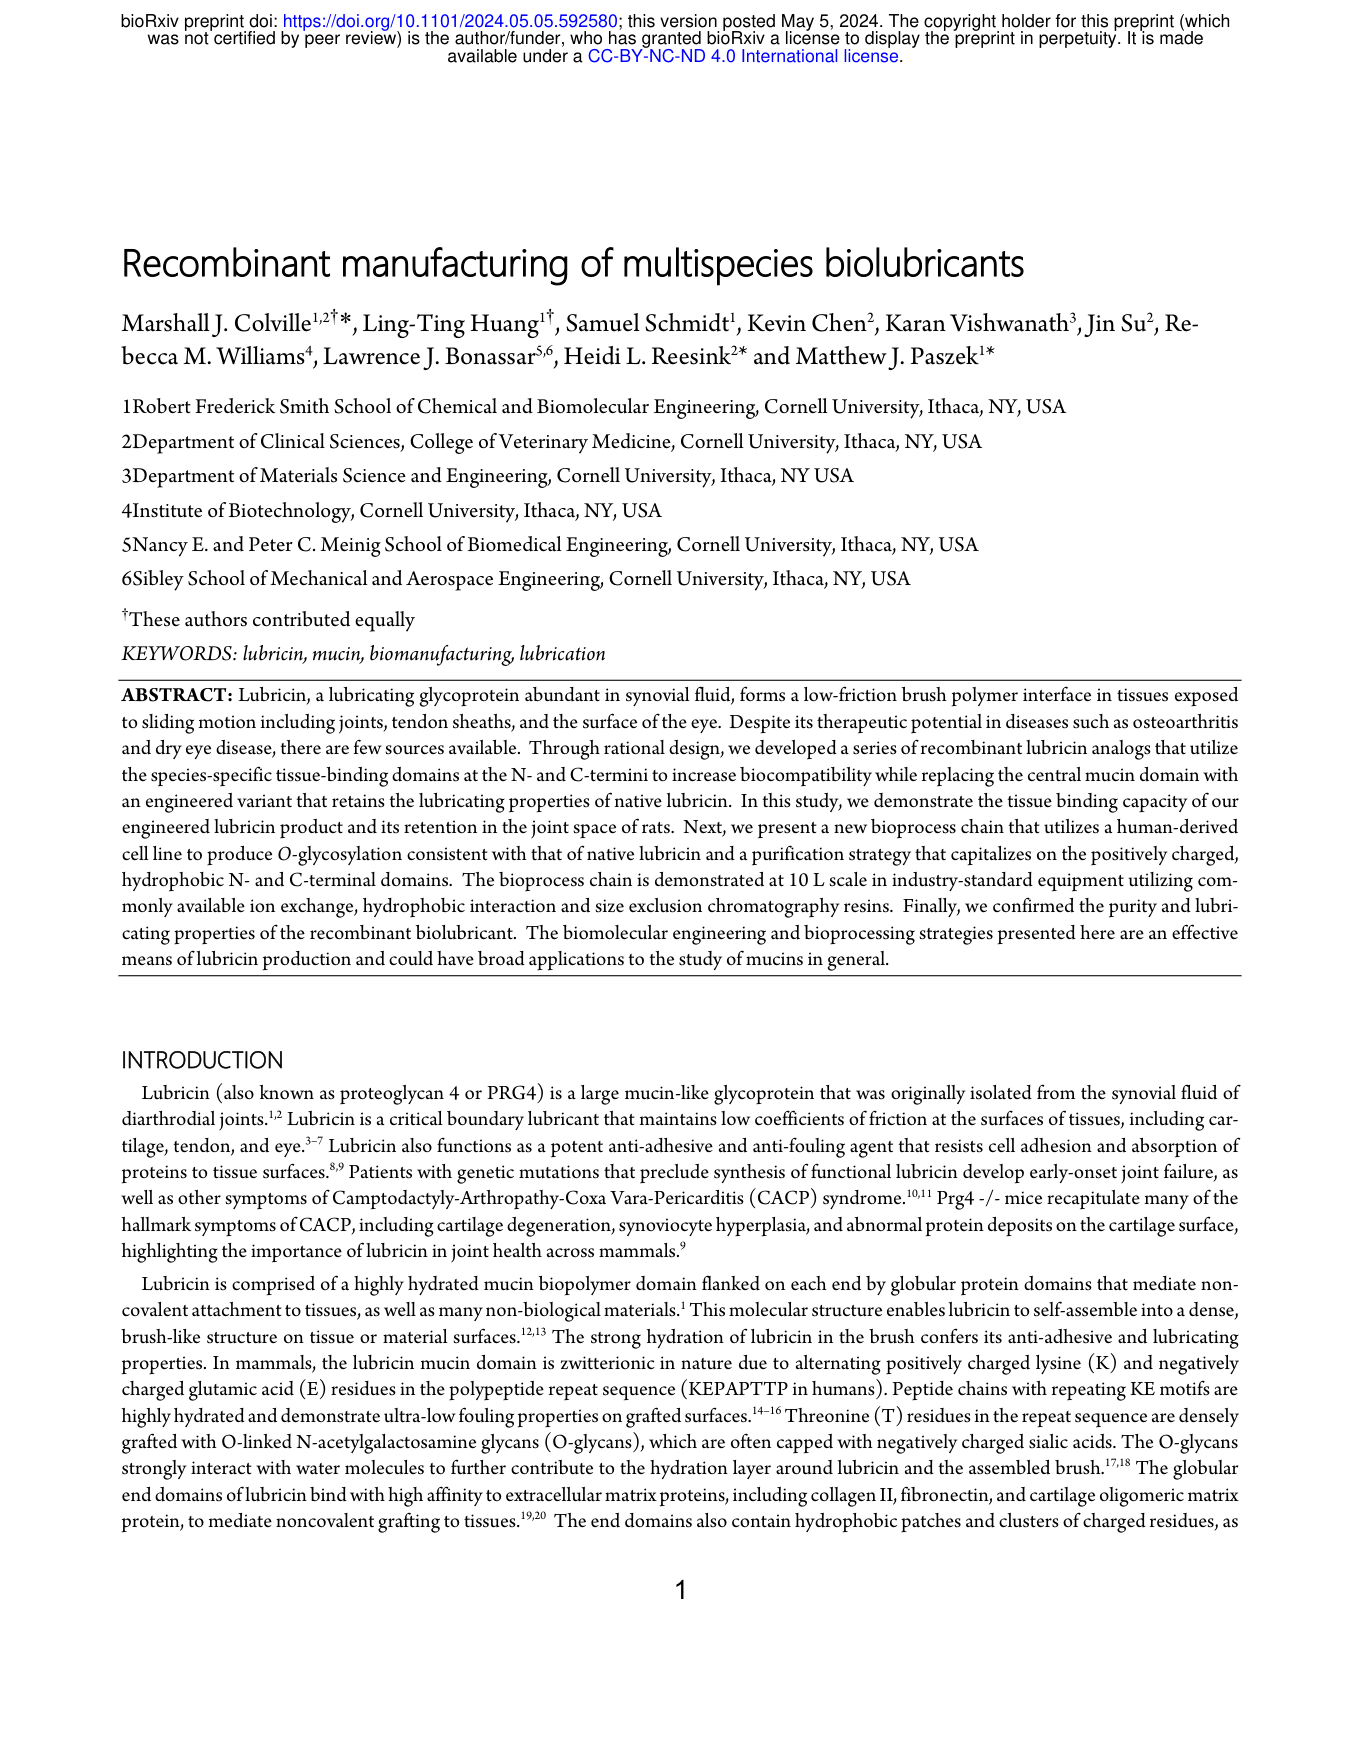 bioRxiv preprint doi: https://doi.org/10.1101/2024.05.05.592580; this version posted May 5, 2024. The copyright holder for this preprint (which
was not certified by peer review) is the author/funder, who has granted bioRxiv a license to display the preprint in perpetuity. It is made
available under a CC-BY-NC-ND 4.0 International license.
Recombinant manufacturing of multispecies biolubricants
Marshall J. Colville1,2†*, Ling-Ting Huang1†, Samuel Schmidt1, Kevin Chen2, Karan Vishwanath3, Jin Su2, Re-
becca M. Williams4, Lawrence J. Bonassar5,6, Heidi L. Reesink2* and Matthew J. Paszek1*
1Robert Frederick Smith School of Chemical and Biomolecular Engineering, Cornell University, Ithaca, NY, USA
2Department of Clinical Sciences, College of Veterinary Medicine, Cornell University, Ithaca, NY, USA
3Department of Materials Science and Engineering, Cornell University, Ithaca, NY USA
4Institute of Biotechnology, Cornell University, Ithaca, NY, USA
5Nancy E. and Peter C. Meinig School of Biomedical Engineering, Cornell University, Ithaca, NY, USA
6Sibley School of Mechanical and Aerospace Engineering, Cornell University, Ithaca, NY, USA
†These authors contributed equally
KEYWORDS: lubricin, mucin, biomanufacturing, lubrication
ABSTRACT: Lubricin, a lubricating glycoprotein abundant in synovial fluid, forms a low-friction brush polymer interface in tissues exposed
to sliding motion including joints, tendon sheaths, and the surface of the eye. Despite its therapeutic potential in diseases such as osteoarthritis
and dry eye disease, there are few sources available. Through rational design, we developed a series of recombinant lubricin analogs that utilize
the species-specific tissue-binding domains at the N- and C-termini to increase biocompatibility while replacing the central mucin domain with
an engineered variant that retains the lubricating properties of native lubricin. In this study, we demonstrate the tissue binding capacity of our
engineered lubricin product and its retention in the joint space of rats. Next, we present a new bioprocess chain that utilizes a human-derived
cell line to produce O-glycosylation consistent with that of native lubricin and a purification strategy that capitalizes on the positively charged,
hydrophobic N- and C-terminal domains. The bioprocess chain is demonstrated at 10 L scale in industry-standard equipment utilizing com-
monly available ion exchange, hydrophobic interaction and size exclusion chromatography resins. Finally, we confirmed the purity and lubri-
cating properties of the recombinant biolubricant. The biomolecular engineering and bioprocessing strategies presented here are an effective
means of lubricin production and could have broad applications to the study of mucins in general.
INTRODUCTION
Lubricin (also known as proteoglycan 4 or PRG4) is a large mucin-like glycoprotein that was originally isolated from the synovial fluid of
diarthrodial joints.1,2 Lubricin is a critical boundary lubricant that maintains low coefficients of friction at the surfaces of tissues, including car-
tilage, tendon, and eye.3–7 Lubricin also functions as a potent anti-adhesive and anti-fouling agent that resists cell adhesion and absorption of
proteins to tissue surfaces.8,9 Patients with genetic mutations that preclude synthesis of functional lubricin develop early-onset joint failure, as
well as other symptoms of Camptodactyly-Arthropathy-Coxa Vara-Pericarditis (CACP) syndrome.10,11 Prg4 -/- mice recapitulate many of the
hallmark symptoms of CACP, including cartilage degeneration, synoviocyte hyperplasia, and abnormal protein deposits on the cartilage surface,
highlighting the importance of lubricin in joint health across mammals.9
Lubricin is comprised of a highly hydrated mucin biopolymer domain flanked on each end by globular protein domains that mediate non-
covalent attachment to tissues, as well as many non-biological materials.1 This molecular structure enables lubricin to self-assemble into a dense,
brush-like structure on tissue or material surfaces.12,13 The strong hydration of lubricin in the brush confers its anti-adhesive and lubricating
properties. In mammals, the lubricin mucin domain is zwitterionic in nature due to alternating positively charged lysine (K) and negatively
charged glutamic acid (E) residues in the polypeptide repeat sequence (KEPAPTTP in humans). Peptide chains with repeating KE motifs are
highly hydrated and demonstrate ultra-low fouling properties on grafted surfaces.14–16 Threonine (T) residues in the repeat sequence are densely
grafted with O-linked N-acetylgalactosamine glycans (O-glycans), which are often capped with negatively charged sialic acids. The O-glycans
strongly interact with water molecules to further contribute to the hydration layer around lubricin and the assembled brush.17,18 The globular
end domains of lubricin bind with high affinity to extracellular matrix proteins, including collagen II, fibronectin, and cartilage oligomeric matrix
protein, to mediate noncovalent grafting to tissues.19,20 The end domains also contain hydrophobic patches and clusters of charged residues, as
1